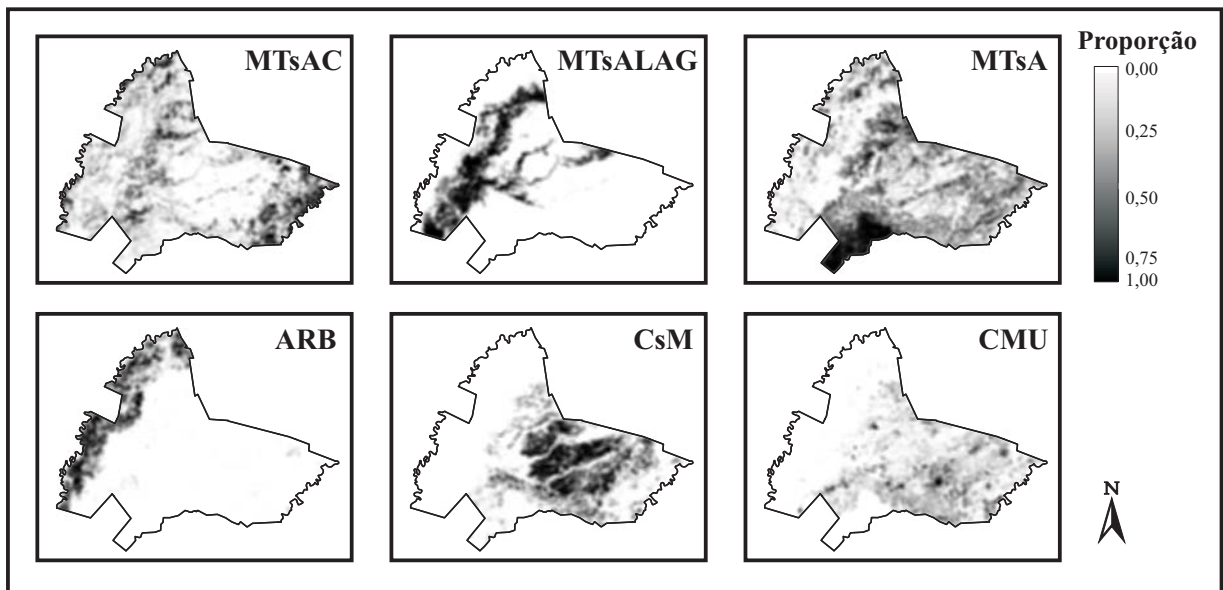 MTsAC
MTsALAG
MTsA
Proporção
0,00
0,25
0,50
0,75
1,00
ARB
CsM
CMU
N